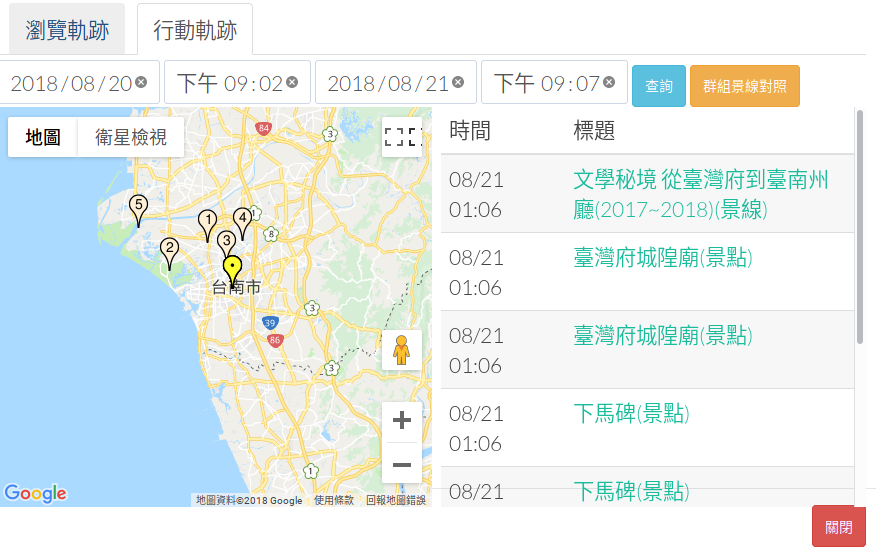 瀏覽軌跡 行動軌跡
2018/08/20 下午 09:02 2018/08/21 下午 09:07 查詢 群組景線對照
地圖 衛星檢視
84
3
5
1
4
1
8
3
2
台南市
3
39
86
3
1
Google
地圖資料©2018 Google 使用條款 回報地圖錯誤
時間 標題
08/21 文學秘境 從臺灣府到臺南州
01:06 廳(2017~2018)(景線)
08/21 臺灣府城隍廟(景點)
01:06
08/21 臺灣府城隍廟(景點)
01:06
08/21 下馬碑(景點)
01:06
08/21 下馬碑(景點)
關閉